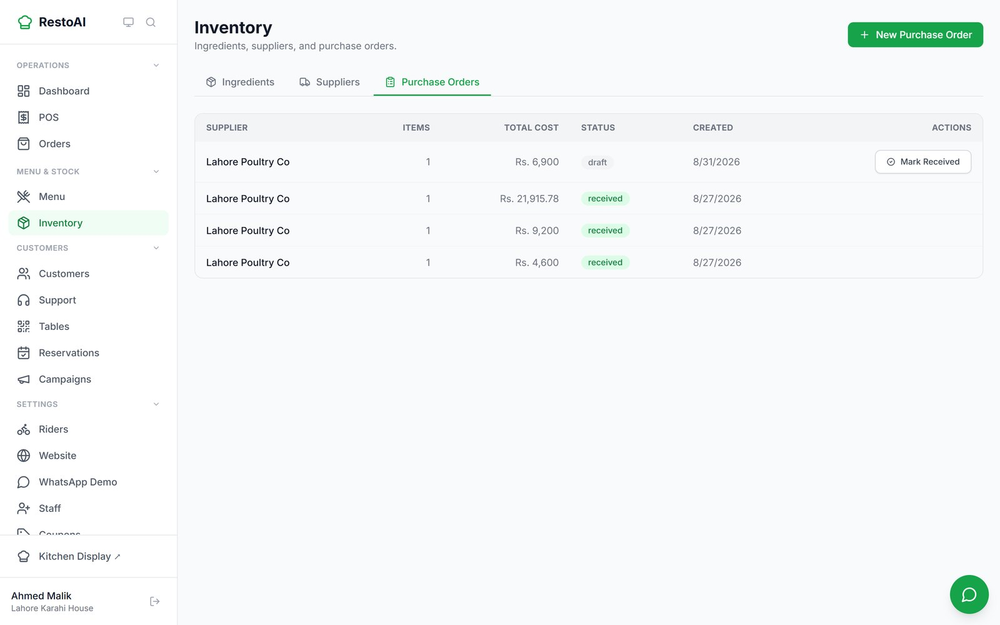 RestoAI
OPERATIONS
Dashboard
POS
Orders
MENU & STOCK
Menu
Inventory
CUSTOMERS
Customers
Support
Tables
Reservations
Campaigns
SETTINGS
Riders
Website
WhatsApp Demo
Staff
Coupons
Kitchen Display ↗
Ahmed Malik
Lahore Karahi House
Inventory
Ingredients, suppliers, and purchase orders.
+ New Purchase Order
Ingredients Suppliers Purchase Orders
SUPPLIER ITEMS TOTAL COST STATUS CREATED ACTIONS
Lahore Poultry Co 1 Rs. 6,900 draft 8/31/2026 Mark Received
Lahore Poultry Co 1 Rs. 21,915.78 received 8/27/2026
Lahore Poultry Co 1 Rs. 9,200 received 8/27/2026
Lahore Poultry Co 1 Rs. 4,600 received 8/27/2026